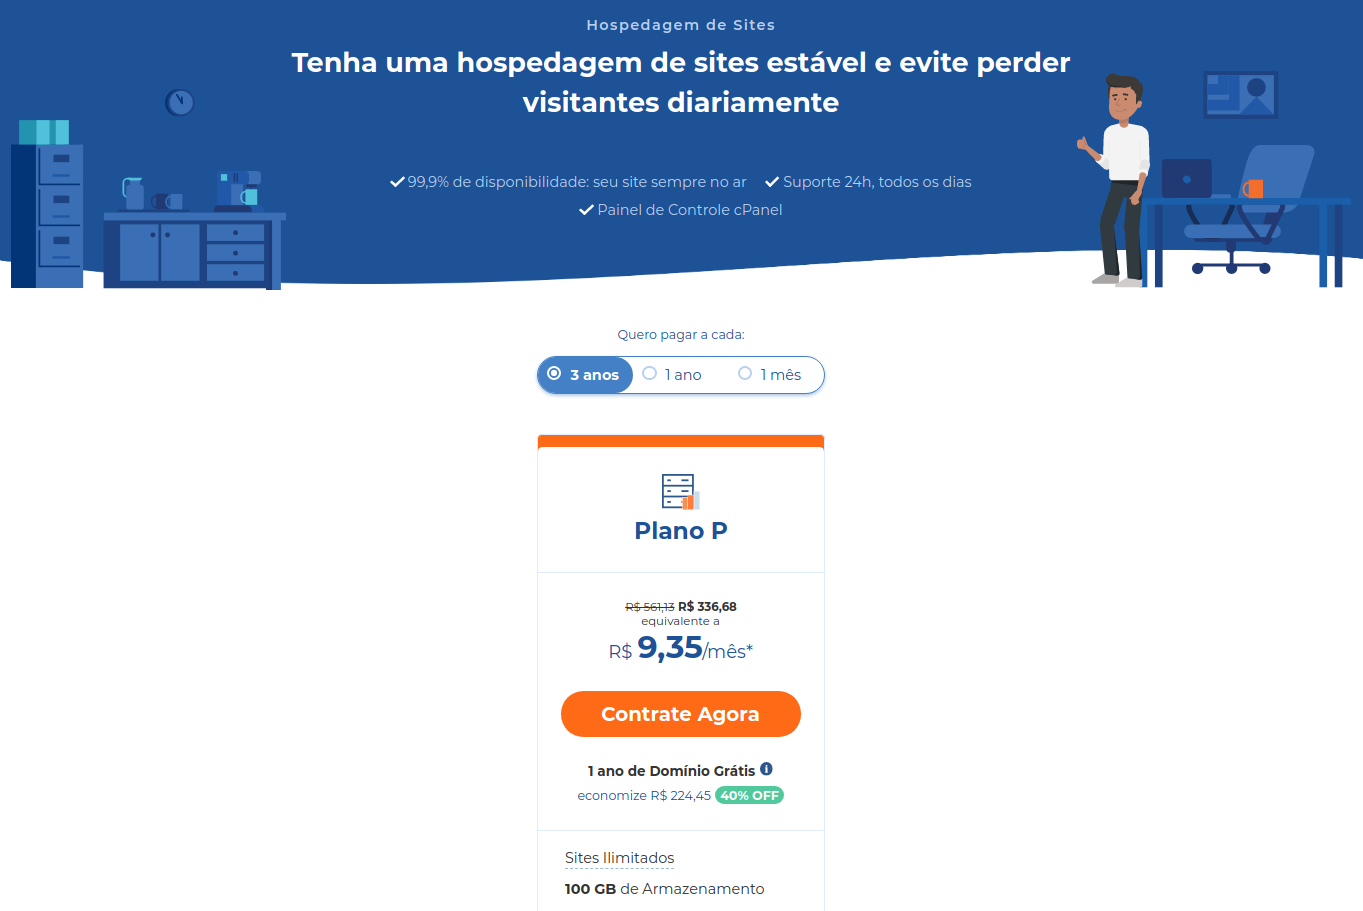 Hospedagem de Sites
Tenha uma hospedagem de sites estável e evite perder
visitantes diariamente
99,9% de disponibilidade: seu site sempre no ar Suporte 24h, todos os dias
Painel de Controle cPanel
Quero pagar a cada:
3 anos 1 ano 1 mês
Plano P
R$ 561,13 R$ 336,68
equivalente a
R$ 9,35/mês*
Contrate Agora
1 ano de Domínio Grátis
economize R$ 224,45 40% OFF
Sites Ilimitados
100 GB de Armazenamento